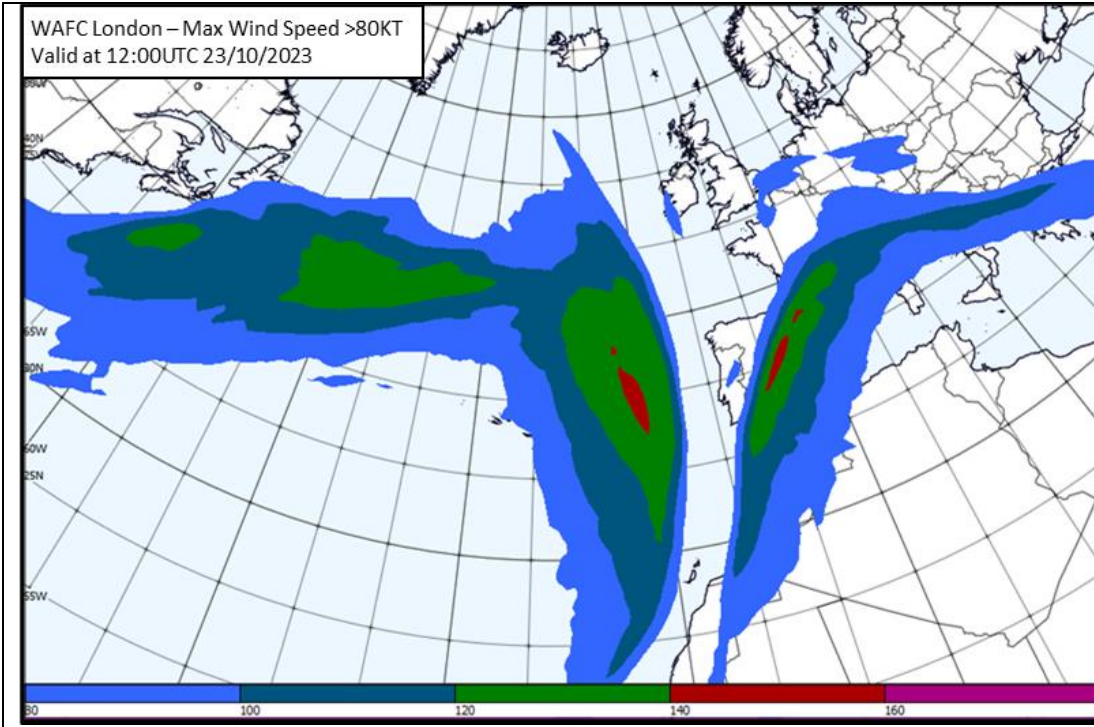 WAFC London – Max Wind Speed >80KT
Valid at 12:00UTC 23/10/2023
40N
65W
30N
60W
25N
55W
80 100 120 140 160